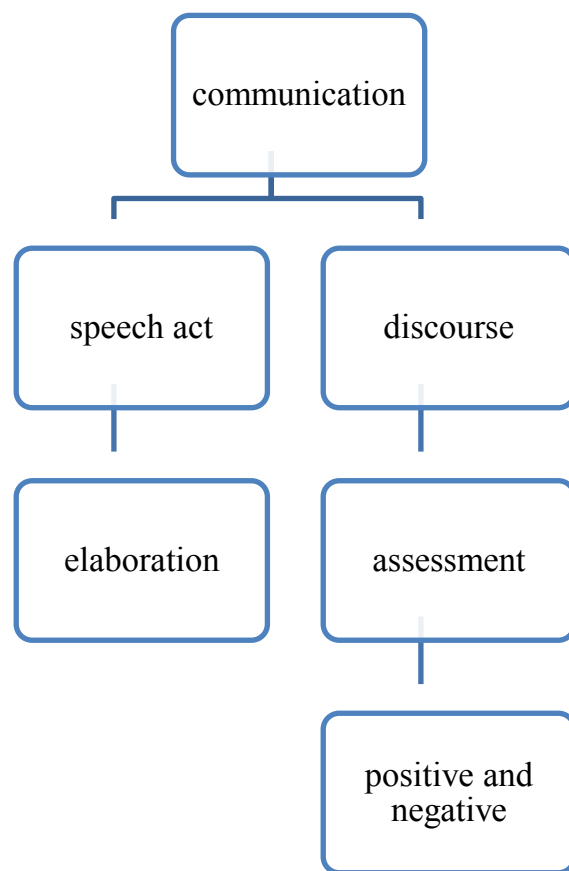 communication
speech act
discourse
elaboration
assessment
positive and
negative